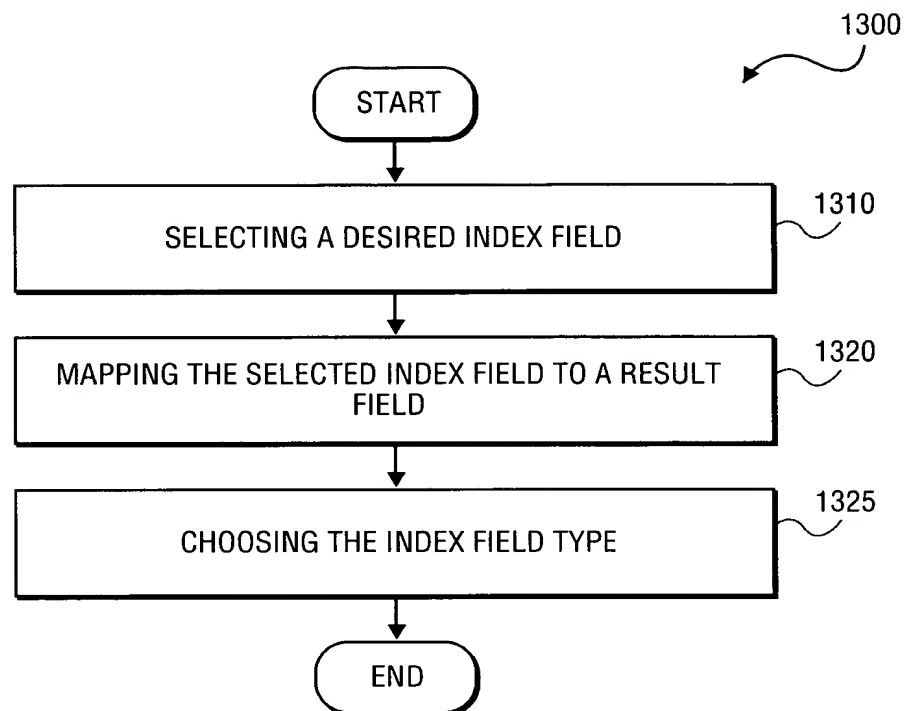 1300
START
SELECTING A DESIRED INDEX FIELD
1310
MAPPING THE SELECTED INDEX FIELD TO A RESULT
FIELD
1320
CHOOSING THE INDEX FIELD TYPE
1325
END